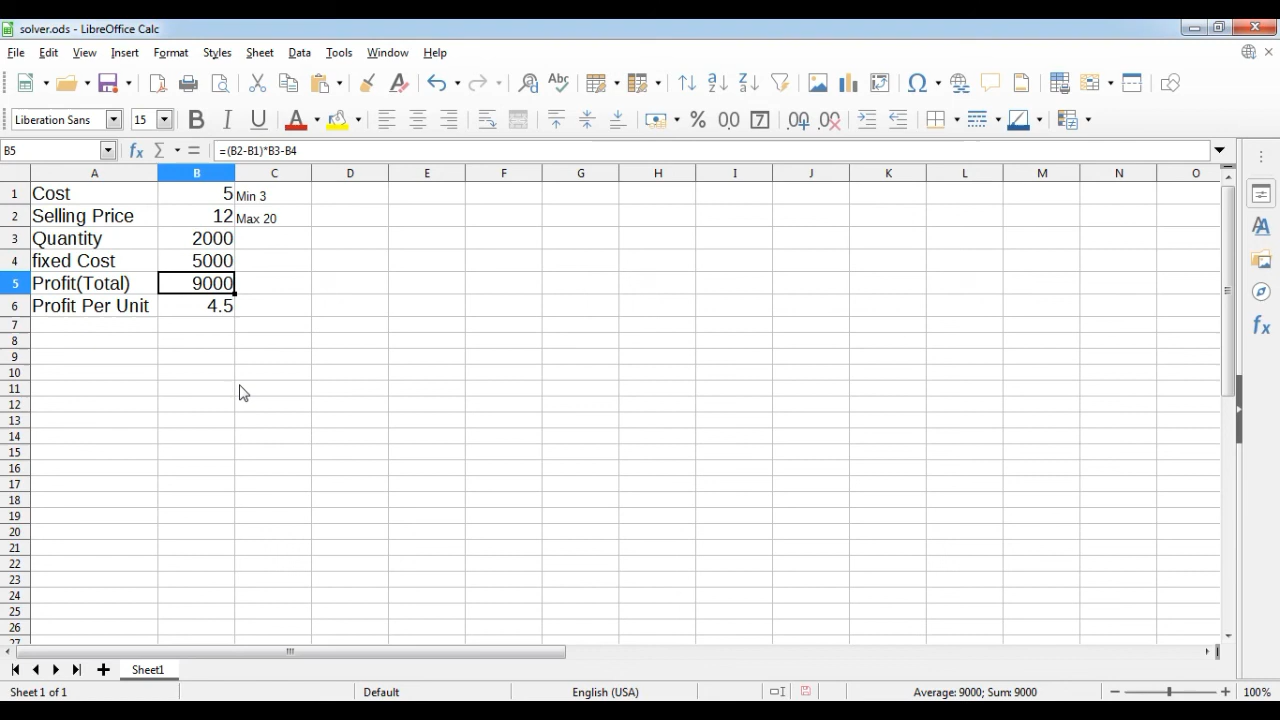 solver.ods - LibreOffice Calc
File Edit View Insert Format Styles Sheet Data Tools Window Help
Liberation Sans 15
B5 =(B2-B1)*B3-B4
A B C D E F G H I J K L M N O
1 Cost 5 Min 3
2 Selling Price 12 Max 20
3 Quantity 2000
4 fixed Cost 5000
5 Profit(Total) 9000
6 Profit Per Unit 4.5
7
8
9
10
11
12
13
14
15
16
17
18
19
20
21
22
23
24
25
26
27
Sheet1
Sheet 1 of 1 Default English (USA) Average: 9000; Sum: 9000 100%